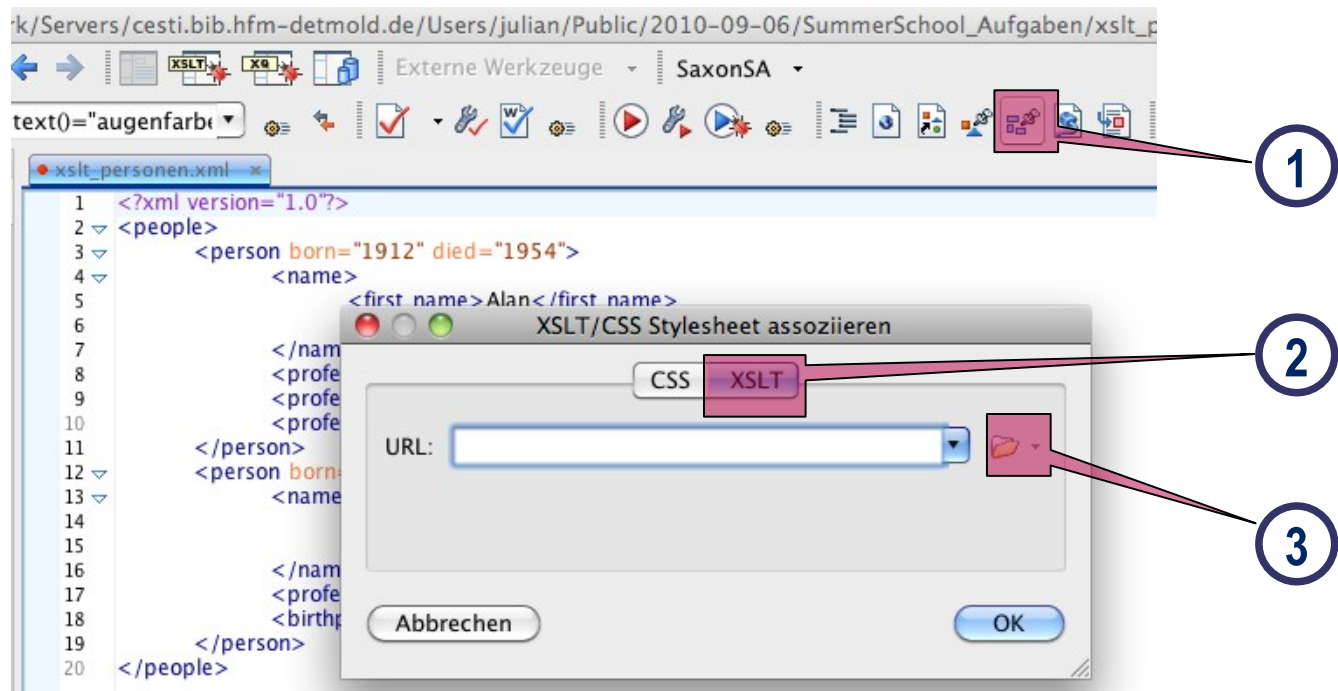 rk/Servers/cesti.bib.hfm-detmold.de/Users/julian/Public/2010-09-06/SummerSchool_Aufgaben/xslt_p
XSLT XQ Externe Werkzeuge SaxonSA
text()="augenfarbe W
1
xslt_personen.xml
1 <?xml version="1.0"?>
2 <people>
3 <person born="1912" died="1954">
4 <name>
5 <first_name>Alan</first_name>
6
XSLT/CSS Stylesheet assoziieren
7 </nam
8 <profe
CSS XSLT
2
9 <profe
10 <profe
11 </person>
URL:
12 <person born=
13 <name
14
3
15
16 </nam
17 <profe
18 <birthp
Abbrechen OK
19 </person>
20 </people>